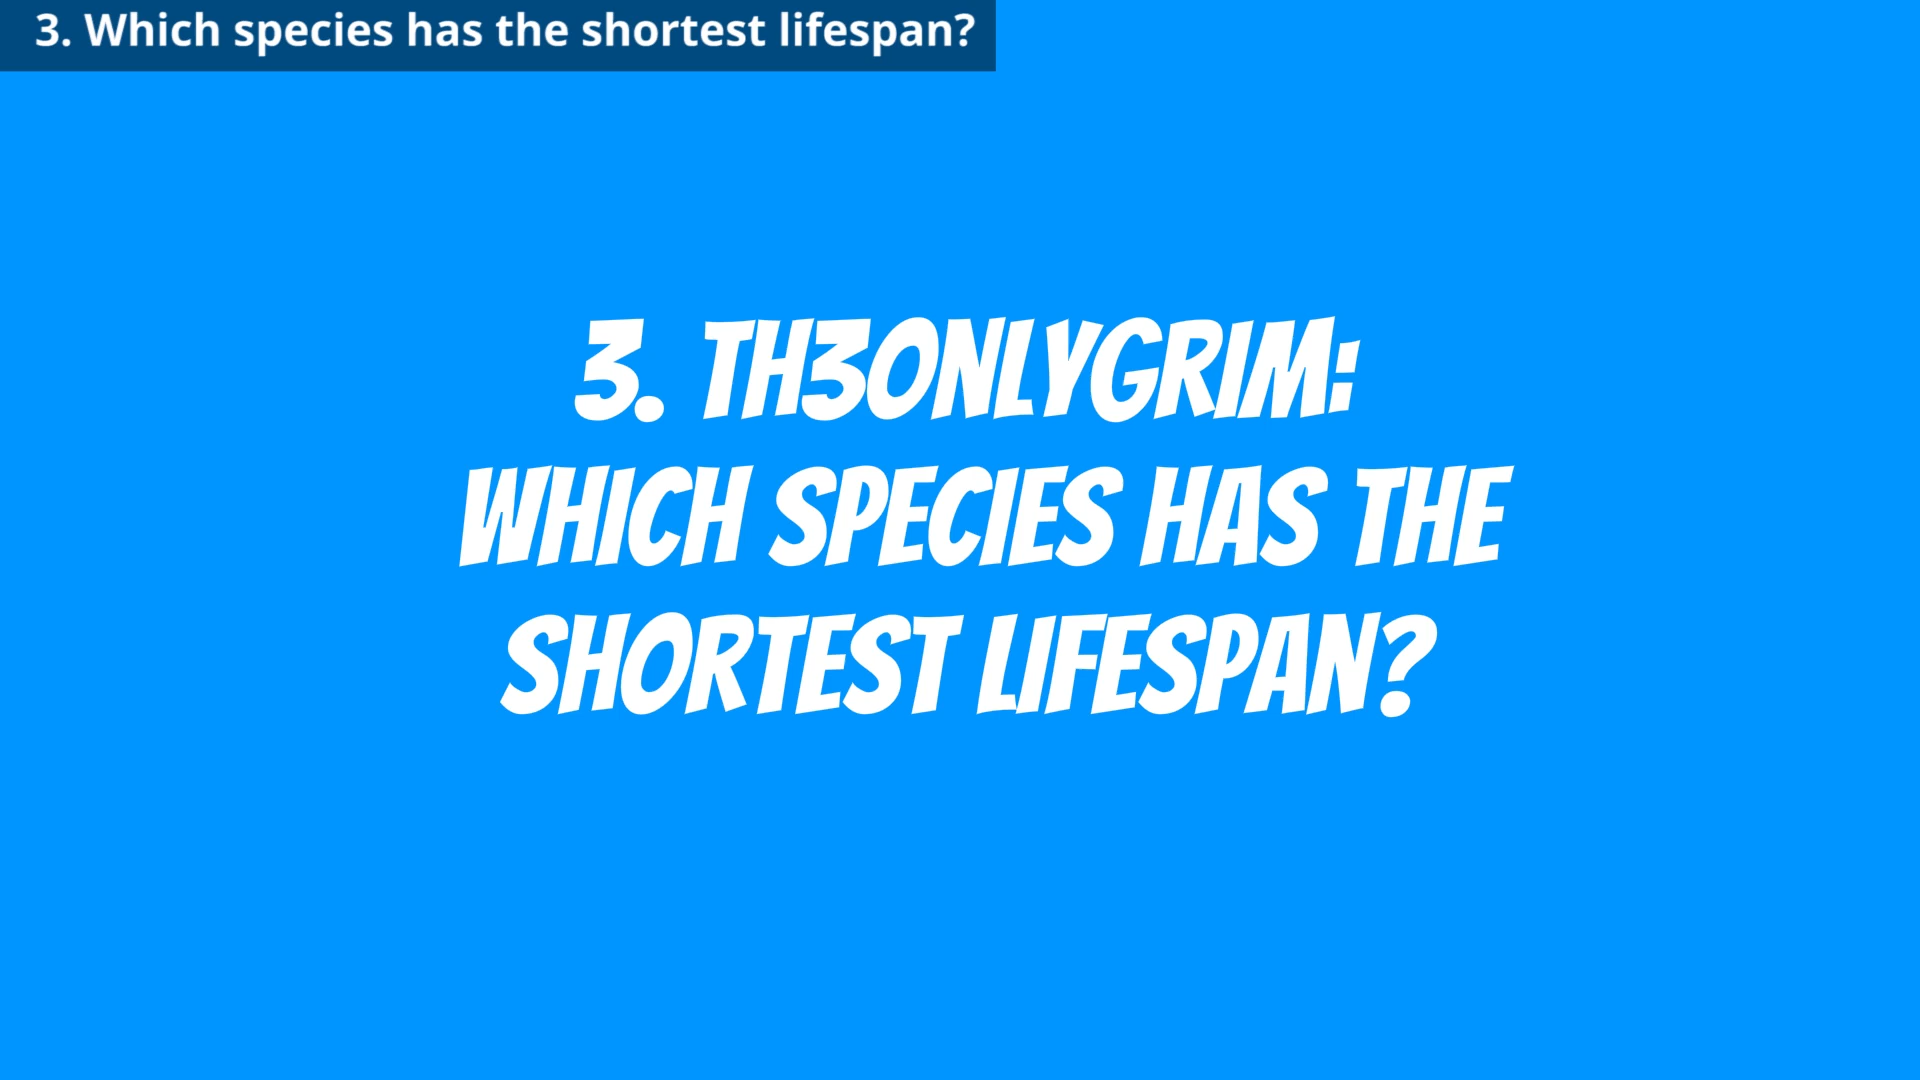 3. Which species has the shortest lifespan?
3. TH3ONLYGRIM:
WHICH SPECIES HAS THE
SHORTEST LIFESPAN?